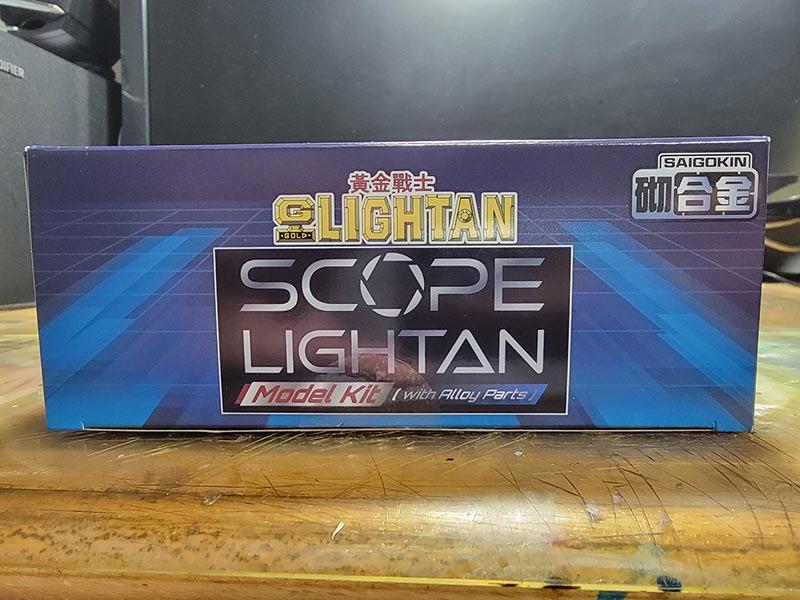 黃金戰士
G LIGHTAN
GOLD
SCOPE
LIGHTAN
Model Kit [with Alloy Parts]
SAIGOKIN
砌合金